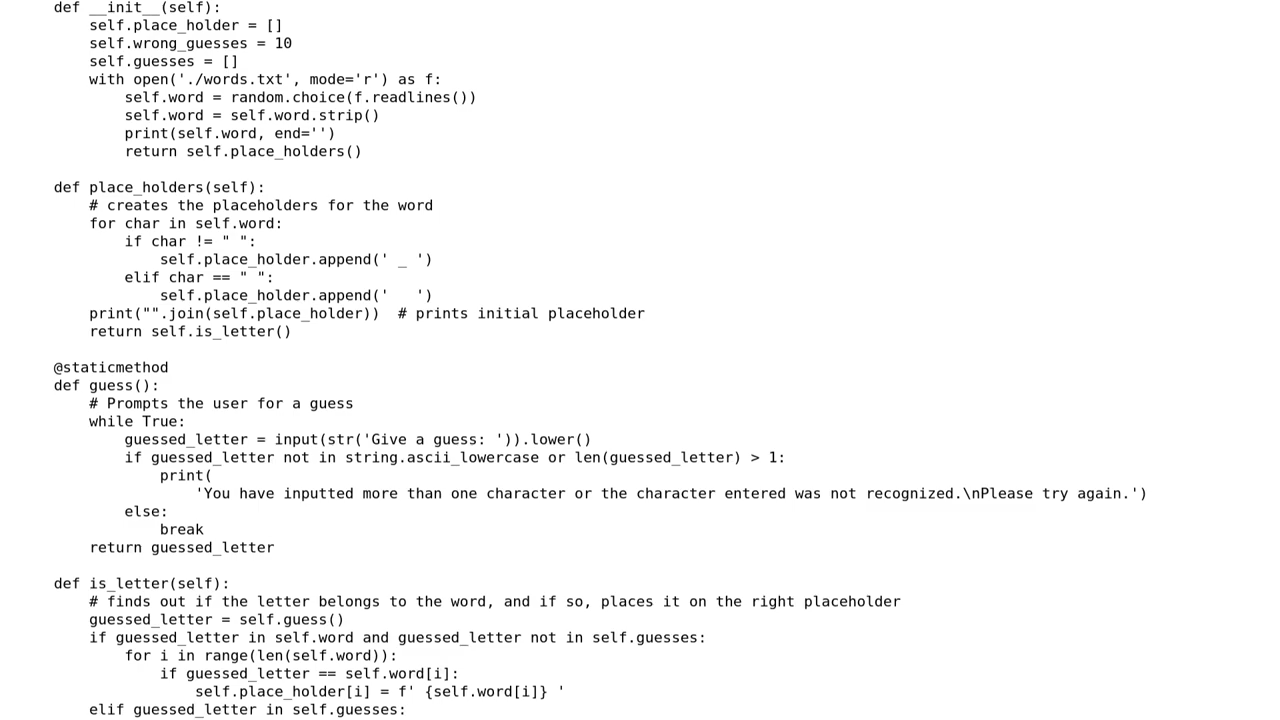 def __init__(self):
    self.place_holder = []
    self.wrong_guesses = 10
    self.guesses = []
    with open('./words.txt', mode='r') as f:
        self.word = random.choice(f.readlines())
        self.word = self.word.strip()
        print(self.word, end='')
        return self.place_holders()

def place_holders(self):
    # creates the placeholders for the word
    for char in self.word:
        if char != " ":
            self.place_holder.append(' _ ')
        elif char == " ":
            self.place_holder.append('   ')
    print("".join(self.place_holder))  # prints initial placeholder
    return self.is_letter()

@staticmethod
def guess():
    # Prompts the user for a guess
    while True:
        guessed_letter = input(str('Give a guess: ')).lower()
        if guessed_letter not in string.ascii_lowercase or len(guessed_letter) > 1:
            print(
                'You have inputted more than one character or the character entered was not recognized.\nPlease try again.')
        else:
            break
    return guessed_letter

def is_letter(self):
    # finds out if the letter belongs to the word, and if so, places it on the right placeholder
    guessed_letter = self.guess()
    if guessed_letter in self.word and guessed_letter not in self.guesses:
        for i in range(len(self.word)):
            if guessed_letter == self.word[i]:
                self.place_holder[i] = f' {self.word[i]} '
    elif guessed_letter in self.guesses: